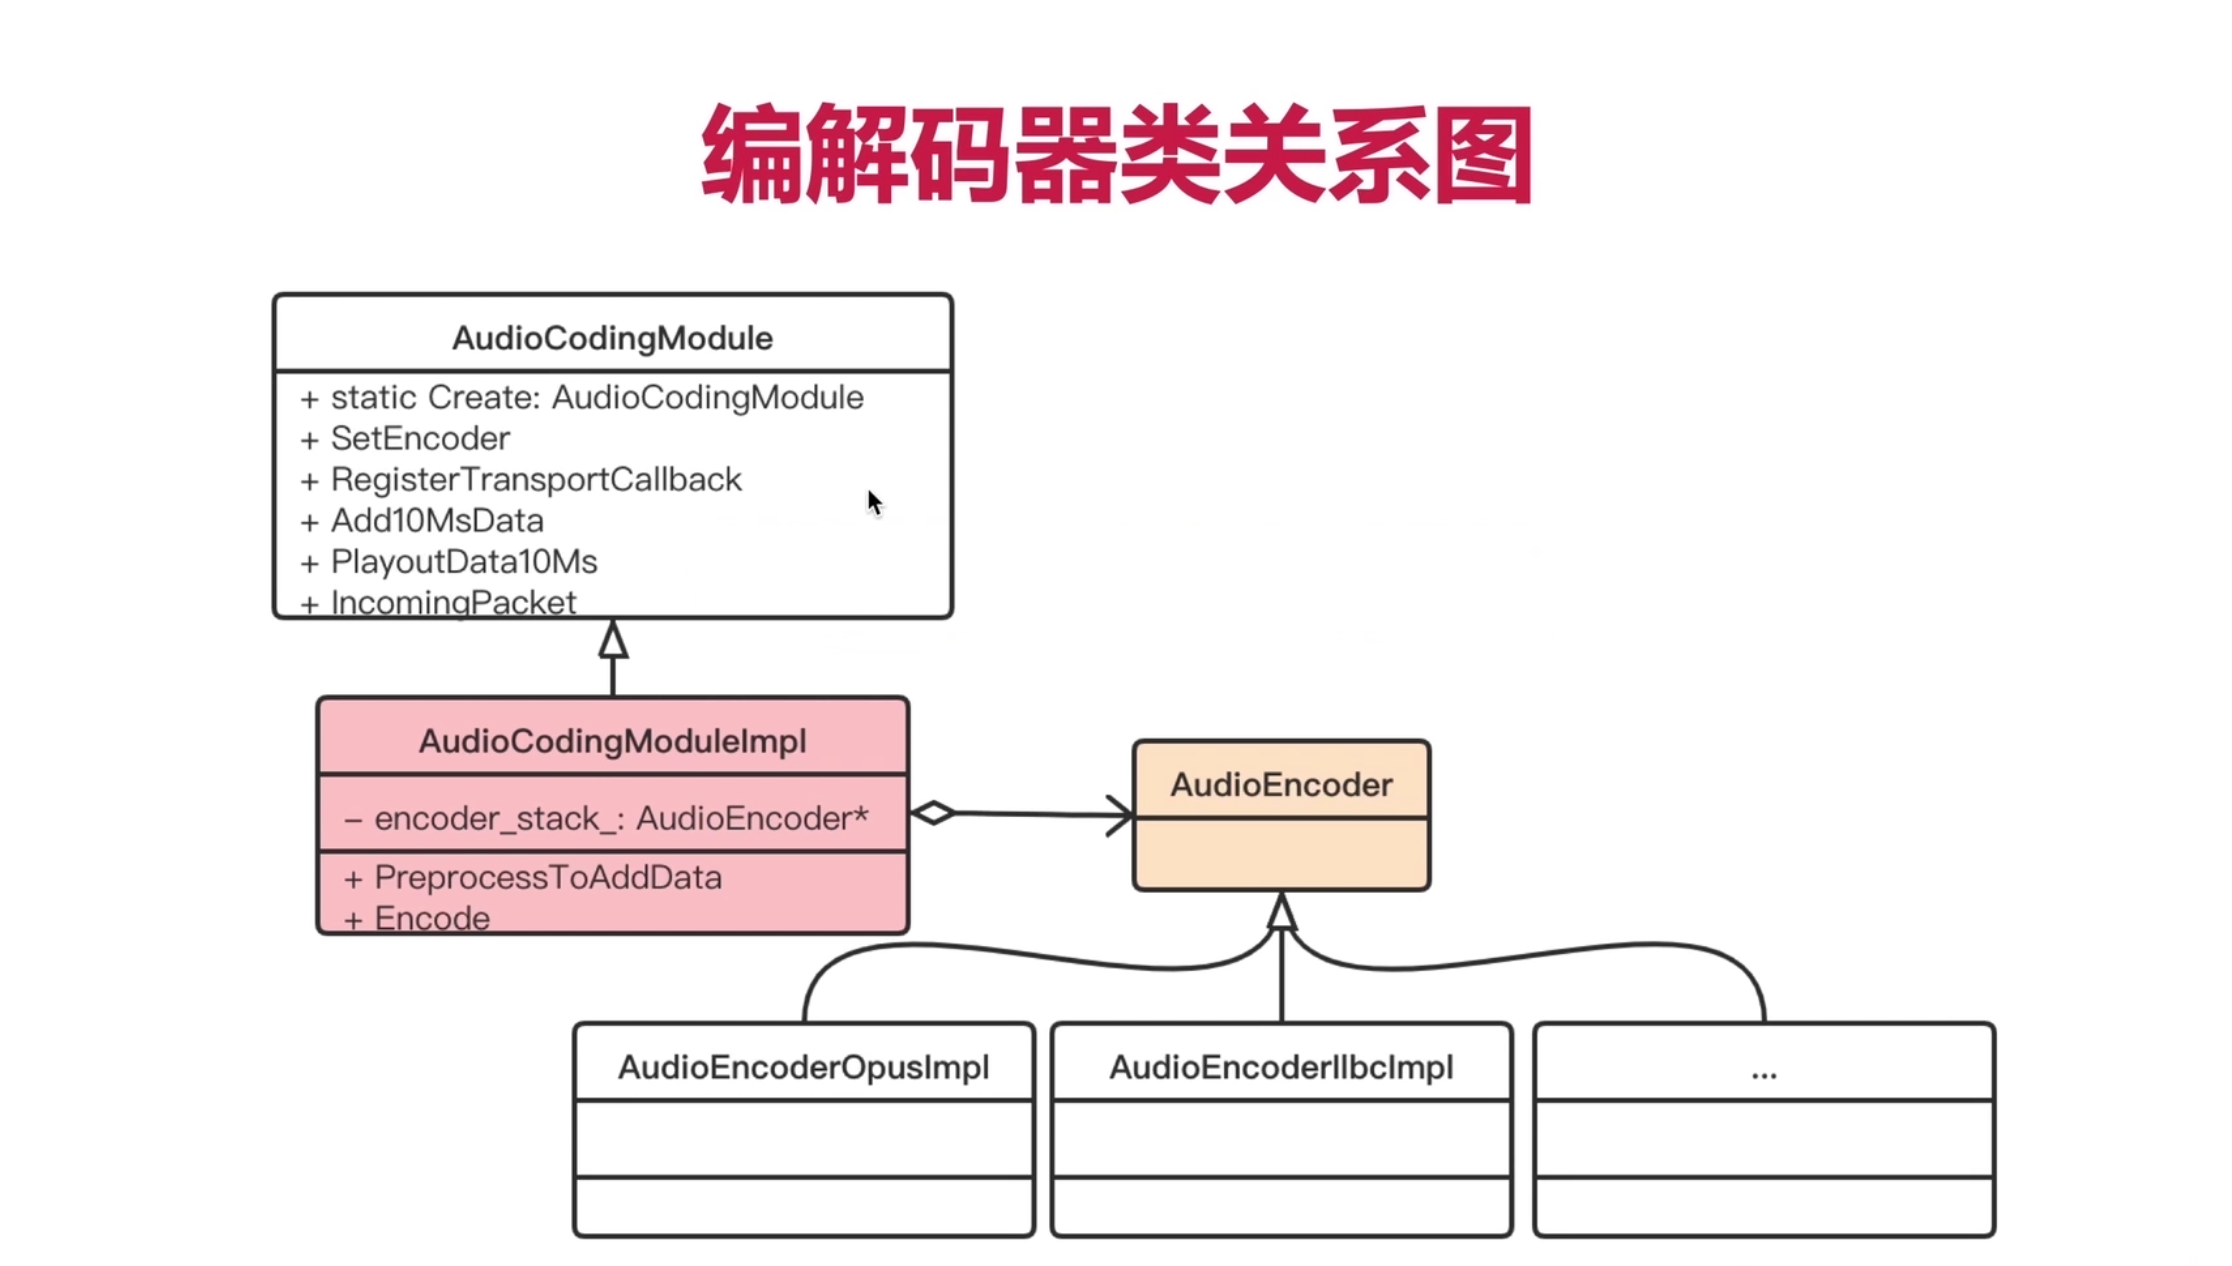 编解码器类关系图
AudioCodingModule
+ static Create: AudioCodingModule
+ SetEncoder
+ RegisterTransportCallback
+ Add10MsData
+ PlayoutData10Ms
+ IncomingPacket
AudioCodingModuleImpl
– encoder_stack_: AudioEncoder*
+ PreprocessToAddData
+ Encode
AudioEncoder
AudioEncoderOpusImpl
AudioEncoderIlbcImpl
...